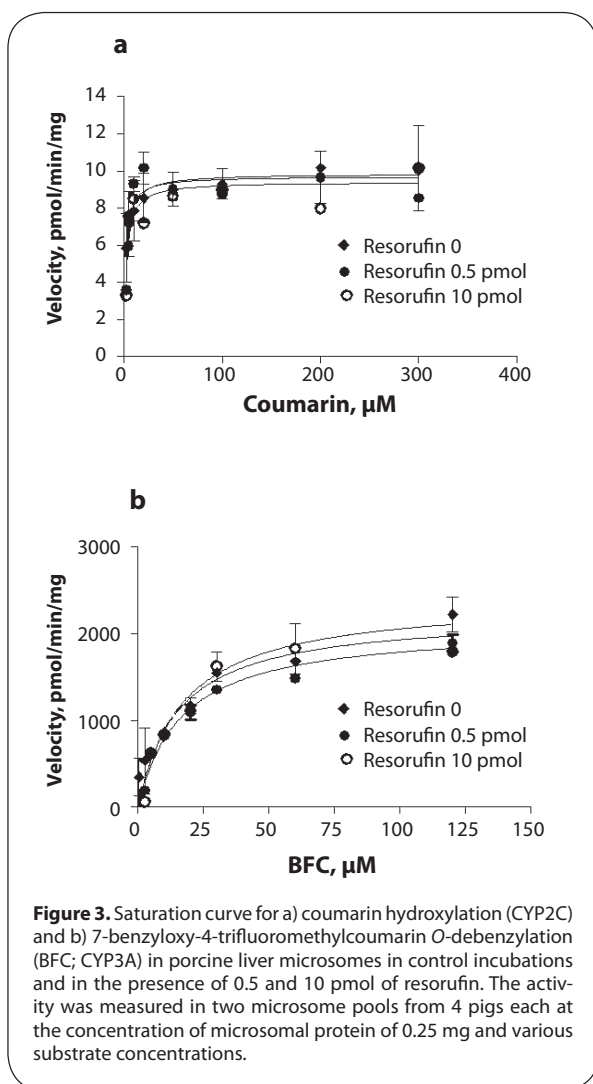 a
14
12
10
8
6
4
2
0
Velocity, pmol/min/mg
Resorufin 0
Resorufin 0.5 pmol
Resorufin 10 pmol
0 100 200 300 400
Coumarin, µM
b
3000
2000
1000
0
Velocity, pmol/min/mg
Resorufin 0
Resorufin 0.5 pmol
Resorufin 10 pmol
0 25 50 75 100 125 150
BFC, µM
Figure 3. Saturation curve for a) coumarin hydroxylation (CYP2C)
and b) 7-benzyloxy-4-trifluoromethylcoumarin O-debenzylation
(BFC; CYP3A) in porcine liver microsomes in control incubations
and in the presence of 0.5 and 10 pmol of resorufin. The activ-
ity was measured in two microsome pools from 4 pigs each at
the concentration of microsomal protein of 0.25 mg and various
substrate concentrations.